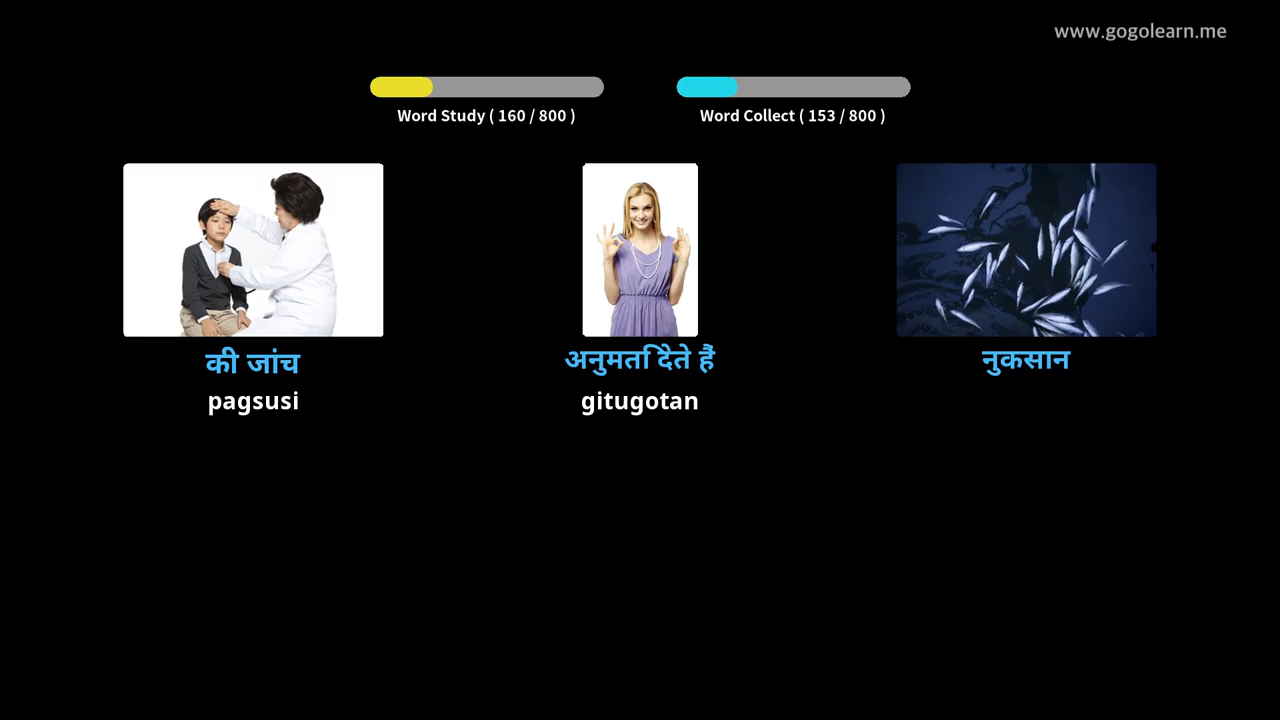 www.gogolearn.me
Word Study ( 160 / 800 )
Word Collect ( 153 / 800 )
की जांच
अनुमति देते हैं
नुकसान
pagsusi
gitugotan